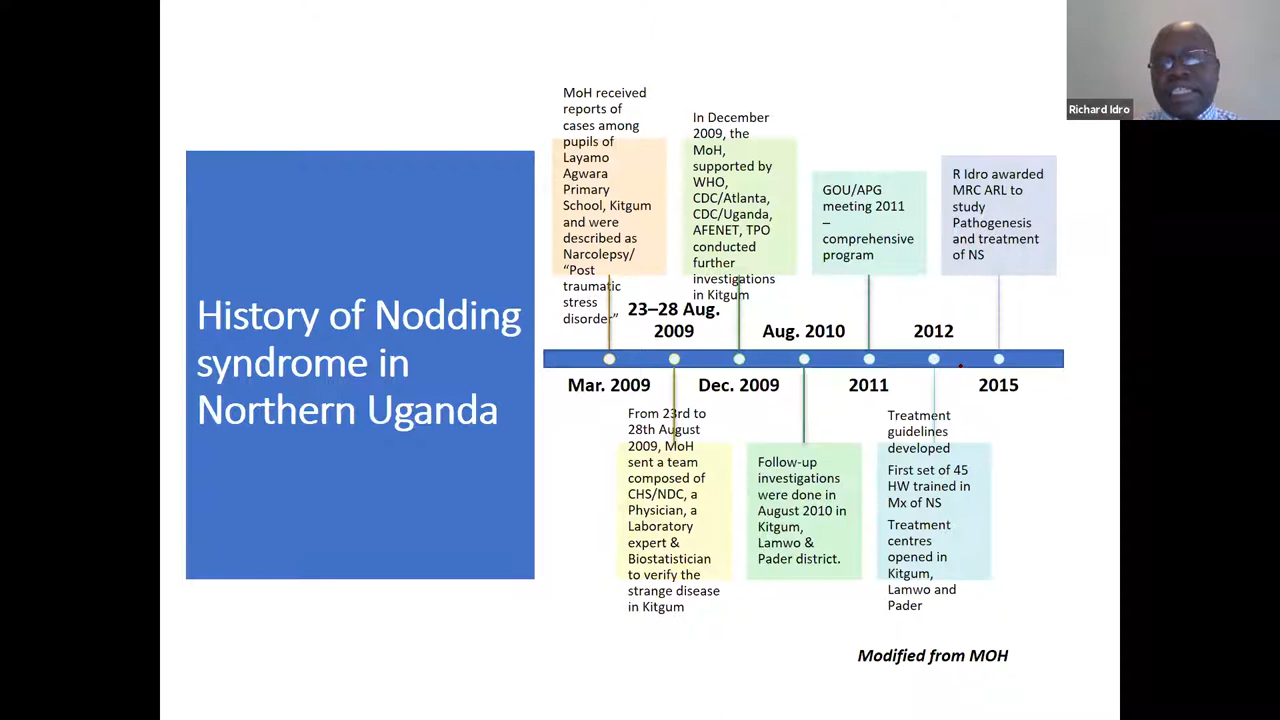 Richard Idro
History of Nodding
syndrome in
Northern Uganda
MoH received
reports of
cases among
pupils of
Layamo
Agwara
Primary
School, Kitgum
and were
described as
Narcolepsy/
“Post
traumatic
stress
disorder”
Mar. 2009
23–28 Aug.
2009
From 23rd to
28th August
2009, MoH
sent a team
composed of
CHS/NDC, a
Physician, a
Laboratory
expert &
Biostatistician
to verify the
strange disease
in Kitgum
In December
2009, the
MoH,
supported by
WHO,
CDC/Atlanta,
CDC/Uganda,
AFENET, TPO
conducted
further
investigations
in Kitgum
Dec. 2009
Aug. 2010
Follow-up
investigations
were done in
August 2010 in
Kitgum,
Lamwo &
Pader district.
GOU/APG
meeting 2011
–
comprehensive
program
2011
2012
Treatment
guidelines
developed
First set of 45
HW trained in
Mx of NS
Treatment
centres
opened in
Kitgum,
Lamwo and
Pader
R Idro awarded
MRC ARL to
study
Pathogenesis
and treatment
of NS
2015
Modified from MOH